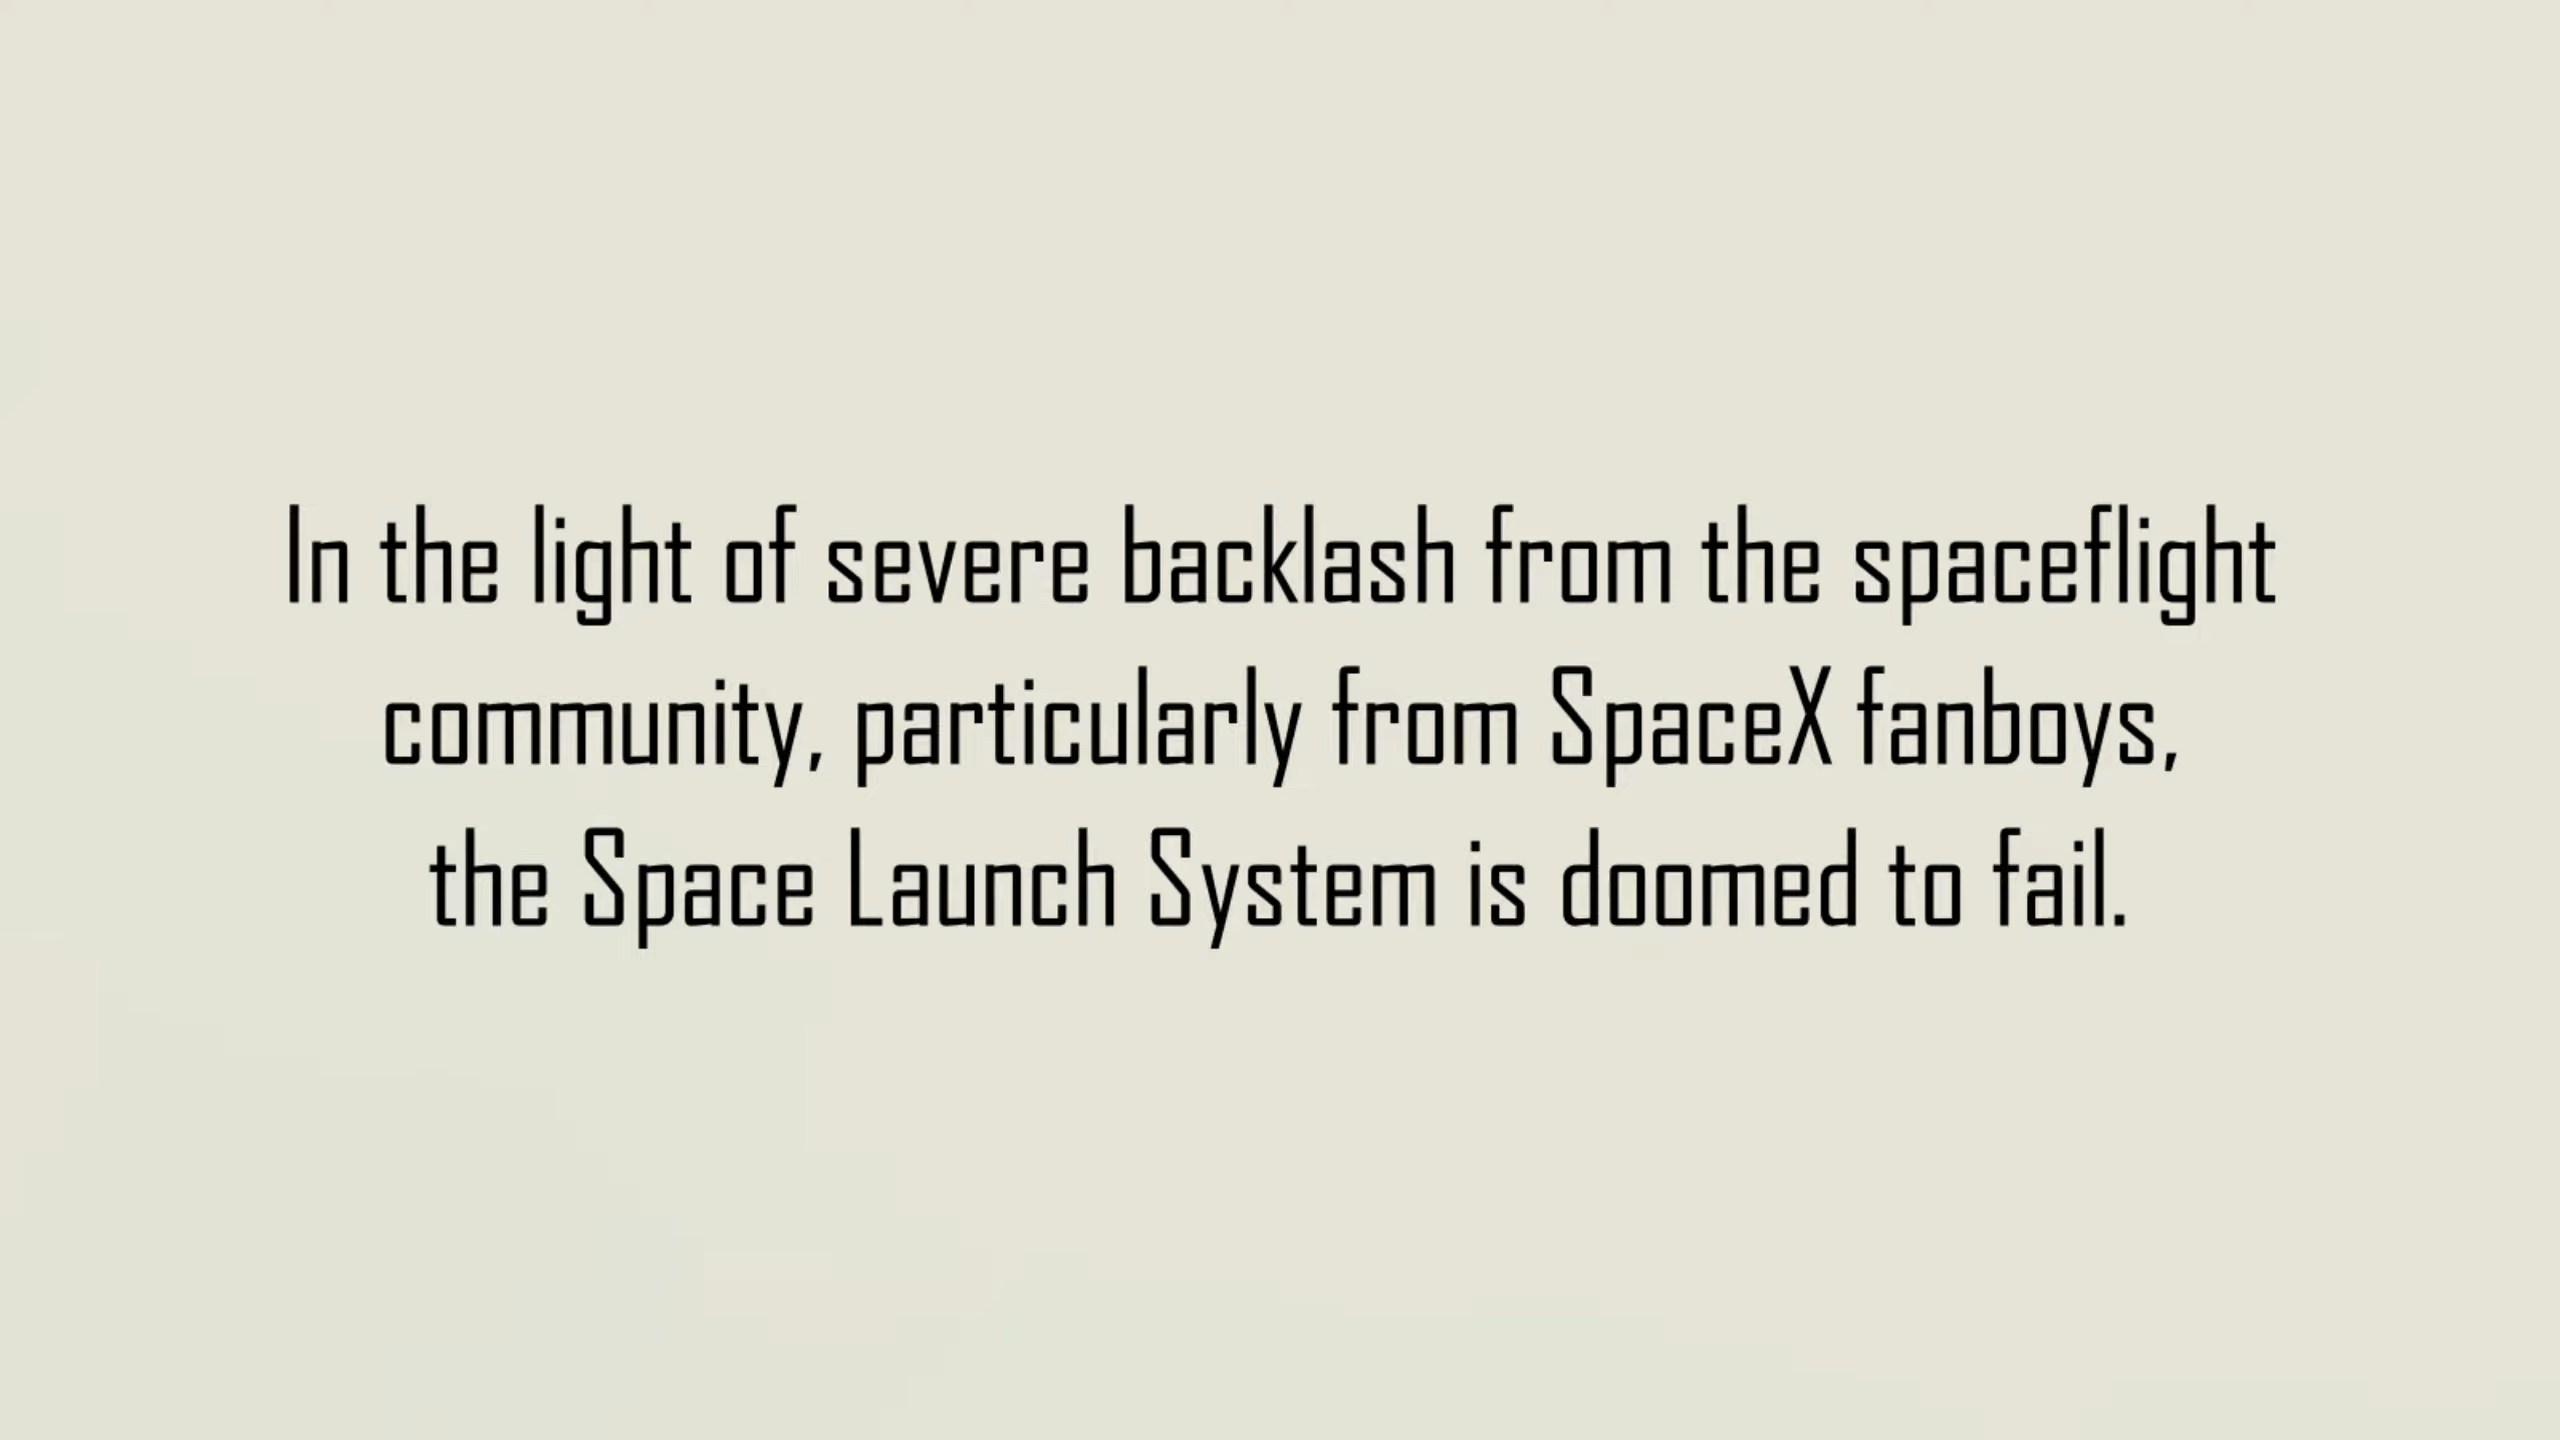 In the light of severe backlash from the spaceflight
community, particularly from SpaceX fanboys,
the Space Launch System is doomed to fail.